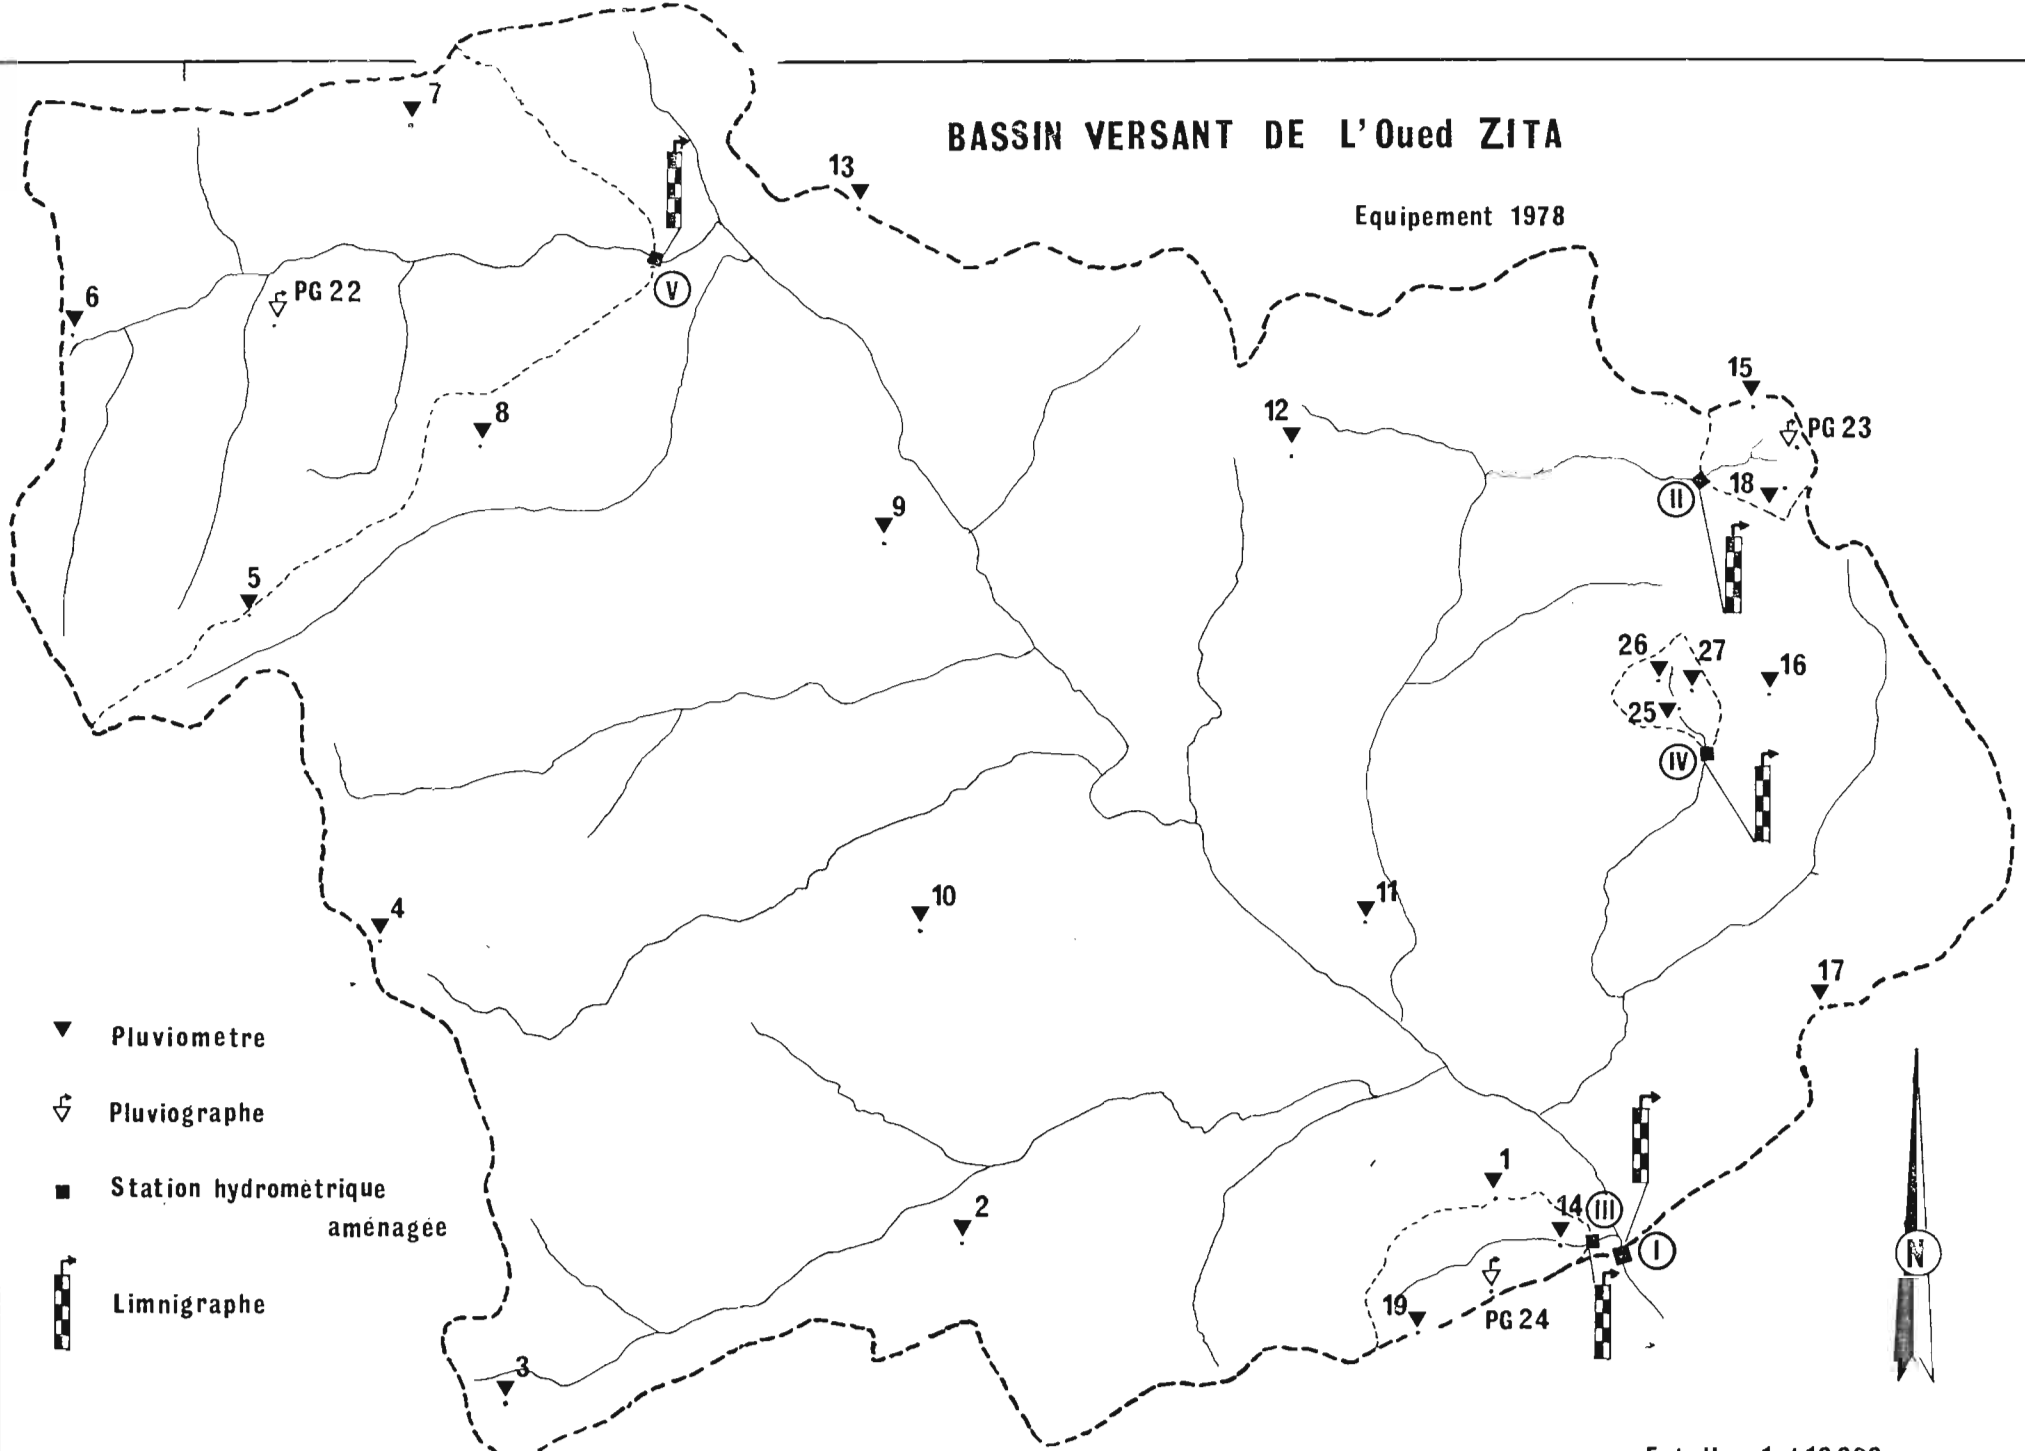 BASSIN VERSANT DE L'Oued ZITA
Equipement 1978
7
13
6
PG 22
V
15
PG 23
12
8
18
II
9
5
26
27
16
25
IV
10
11
4
17
Pluviometre
Pluviographe
Station hydromètrique
aménagée
Limnigraphe
1
14
III
2
I
N
19
PG 24
3